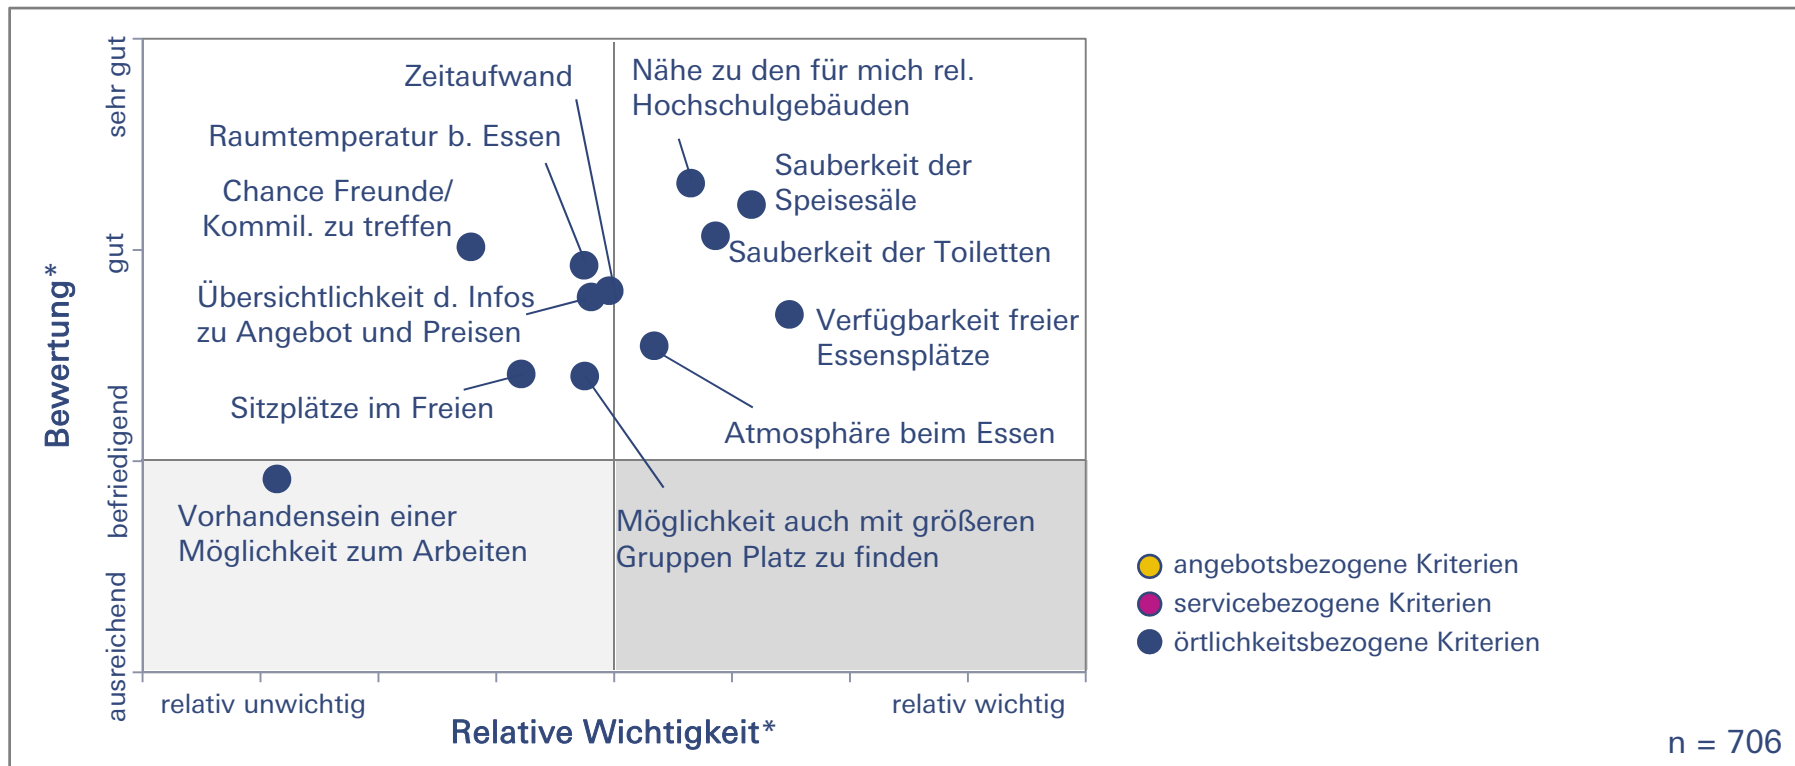 sehr gut
gut
befriedigend
ausreichend
Bewertung*
Zeitaufwand
Raumtemperatur b. Essen
Chance Freunde/
Kommil. zu treffen
Übersichtlichkeit d. Infos
zu Angebot und Preisen
Sitzplätze im Freien
Nähe zu den für mich rel.
Hochschulgebäuden
Sauberkeit der
Speisesäle
Sauberkeit der Toiletten
Verfügbarkeit freier
Essensplätze
Atmosphäre beim Essen
Vorhandensein einer
Möglichkeit zum Arbeiten
Möglichkeit auch mit größeren
Gruppen Platz zu finden
relativ unwichtig
relativ wichtig
Relative Wichtigkeit*
angebotsbezogene Kriterien
servicebezogene Kriterien
örtlichkeitsbezogene Kriterien
n = 706